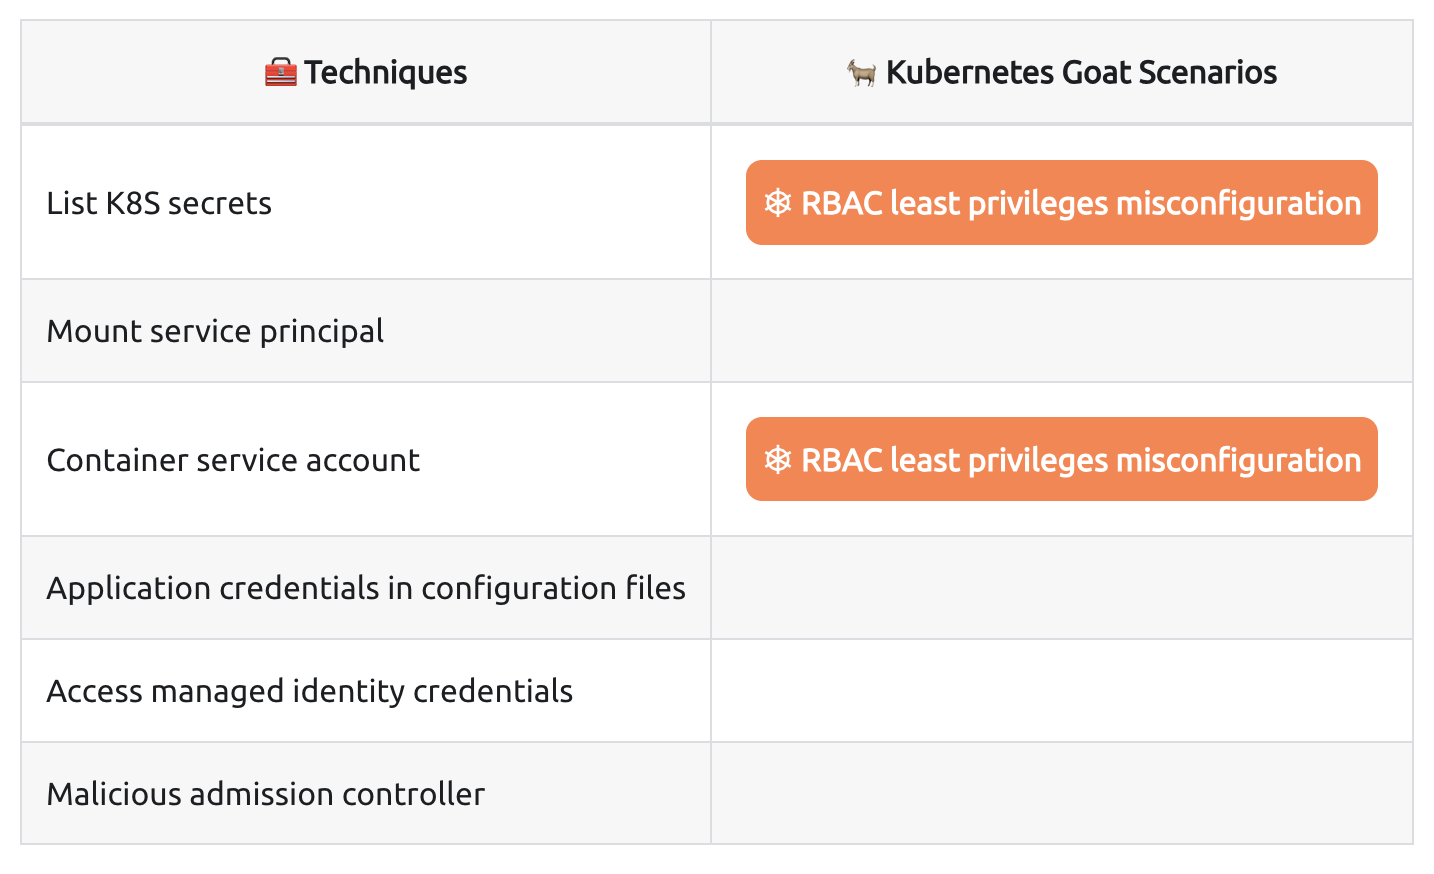 🧰 Techniques
🐐 Kubernetes Goat Scenarios
List K8S secrets
⎈ RBAC least privileges misconfiguration
Mount service principal
Container service account
⎈ RBAC least privileges misconfiguration
Application credentials in configuration files
Access managed identity credentials
Malicious admission controller